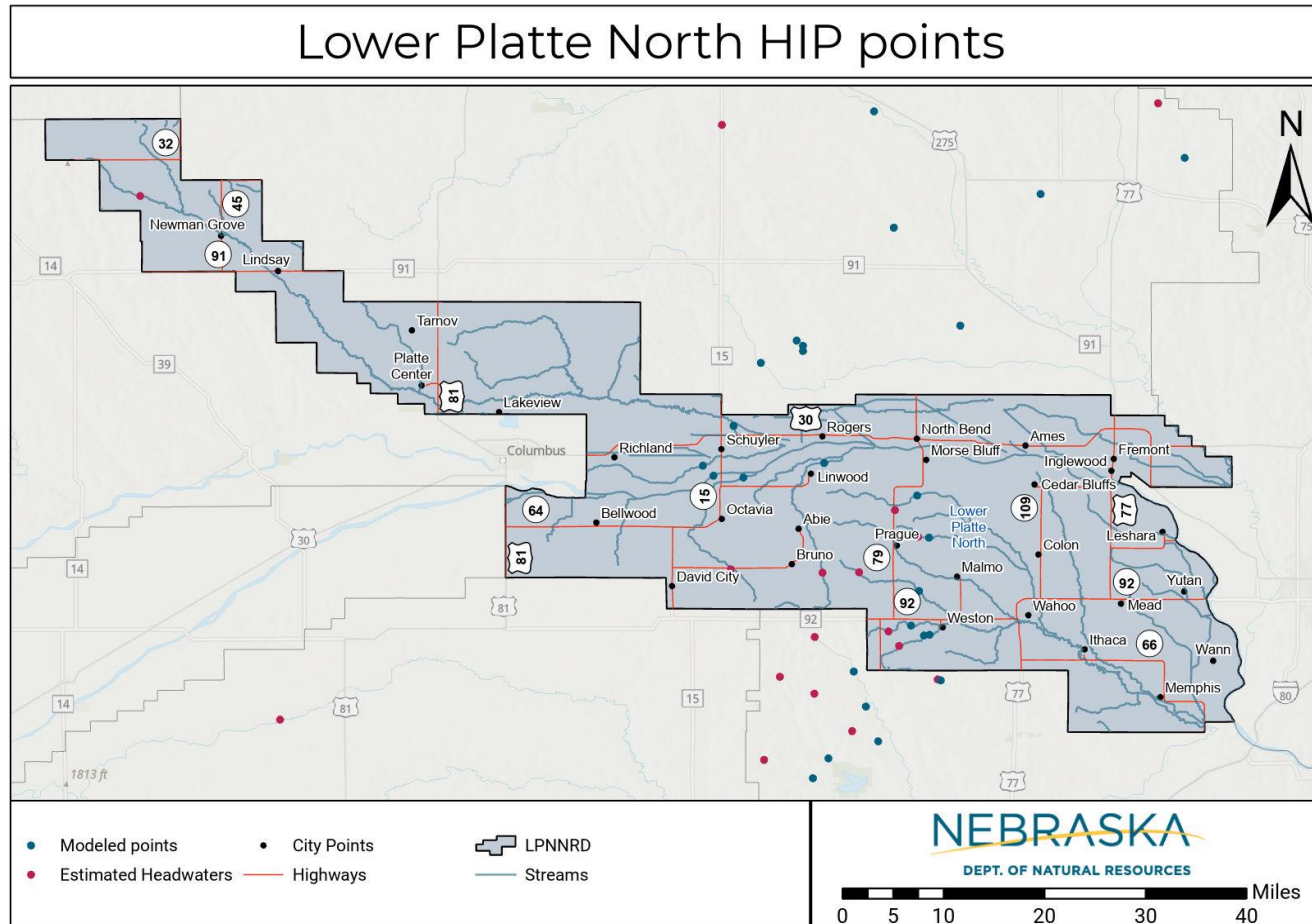 Lower Platte North HIP points
N
32
275
77
75
45
Newman Grove
91
Lindsay
14
91
91
Tarnov
39
15
91
Platte
Center
81
Lakeview
30
Rogers
North Bend
Ames
Columbus
Richland
Schuyler
Morse Bluff
Fremont
Inglewood
Linwood
Cedar Bluffs
15
64
Bellwood
Octavia
109
77
Lower
Platte
North
Abie
Leshara
30
81
Prague
79
Colon
Bruno
14
David City
Malmo
92
Yutan
81
92
92
Mead
Weston
Wahoo
Ithaca
66
Wann
14
81
15
77
80
Memphis
1813 ft
77
Modeled points
City Points
LPNNRD
Estimated Headwaters
Highways
Streams
NEBRASKA
DEPT. OF NATURAL RESOURCES
Miles
0 5 10 20 30 40